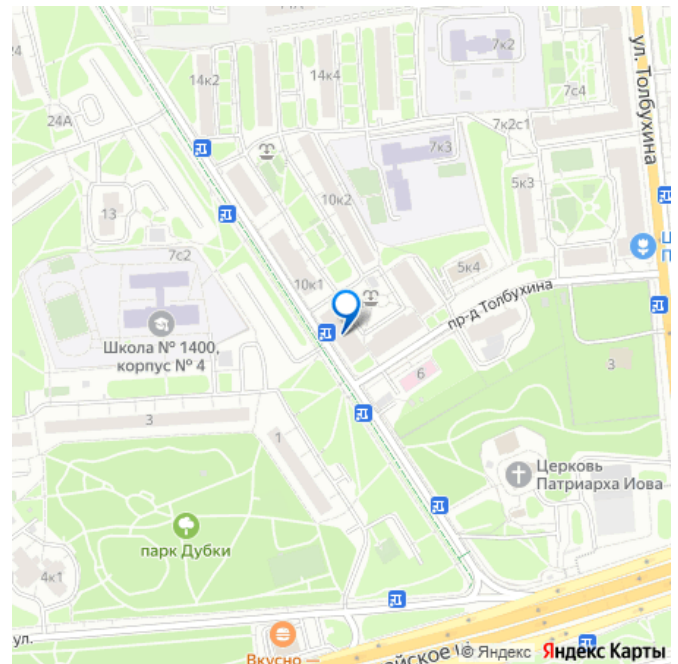 24
14к2
14к4
7к2
7с4
ул. Толбухина
24А
7к2с1
7к3
5к3
13
10к2
7с2
10к1
5к4
пр-д Толбухина
Школа № 1400,
корпус № 4
6
3
3
1
Церковь
Патриарха Иова
парк Дубки
4к1
ул.
Вкусно —
айское
© Яндекс
Яндекс Карты